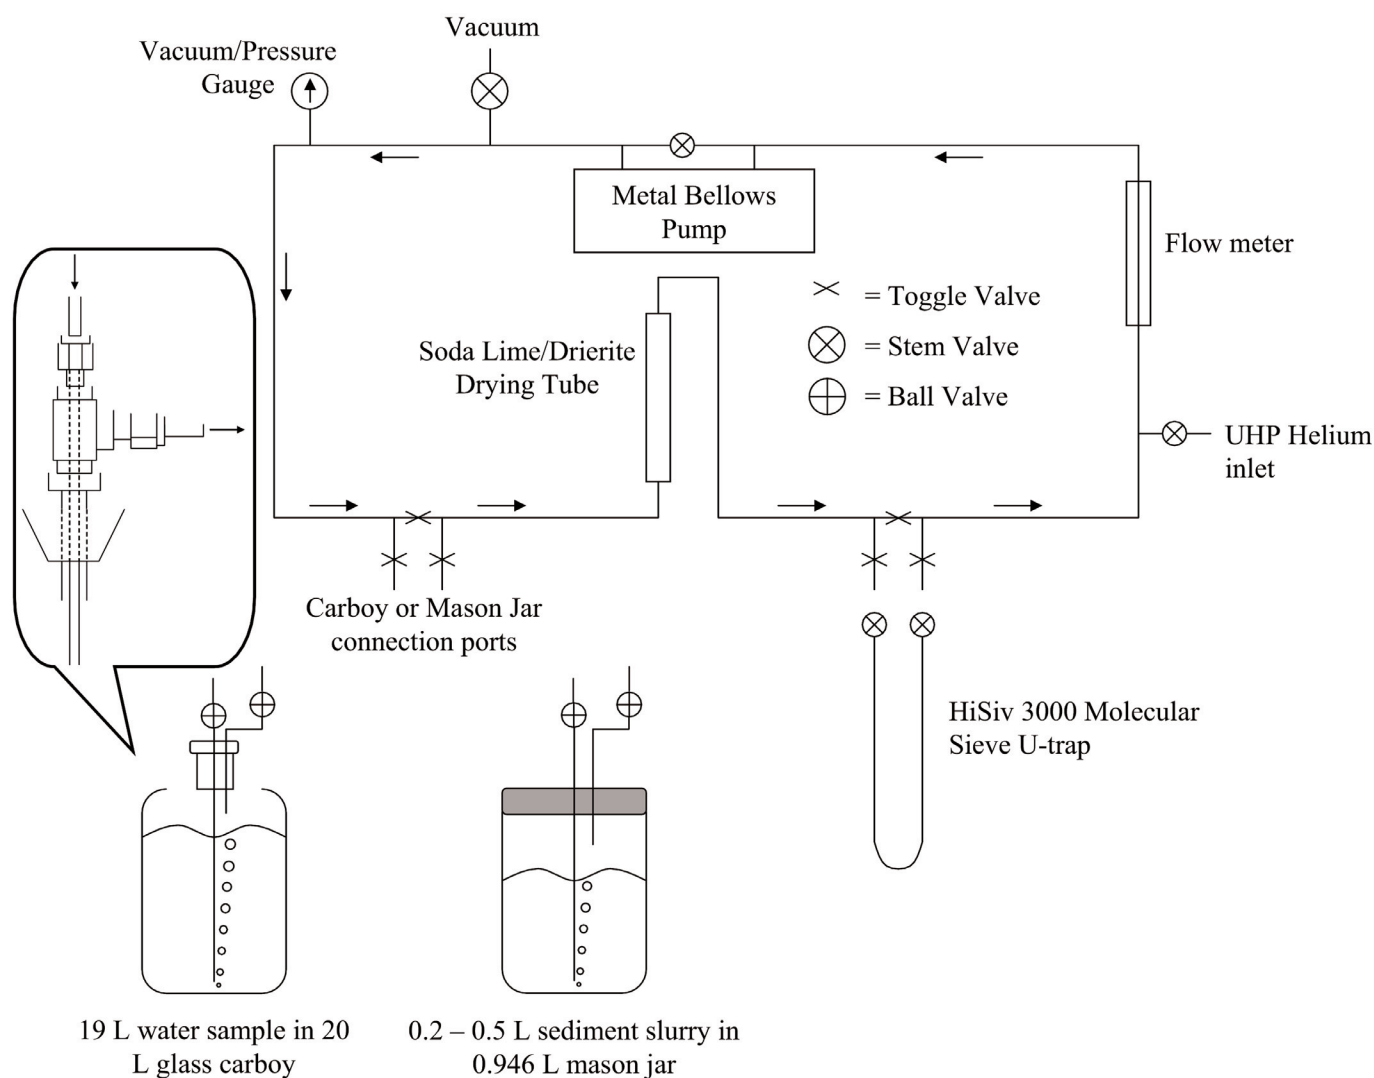 Vacuum
Vacuum/Pressure
Gauge
Metal Bellows
Pump
Flow meter
= Toggle Valve
= Stem Valve
= Ball Valve
Soda Lime/Drierite
Drying Tube
UHP Helium
inlet
Carboy or Mason Jar
connection ports
HiSiv 3000 Molecular
Sieve U-trap
19 L water sample in 20
L glass carboy
0.2 – 0.5 L sediment slurry in
0.946 L mason jar